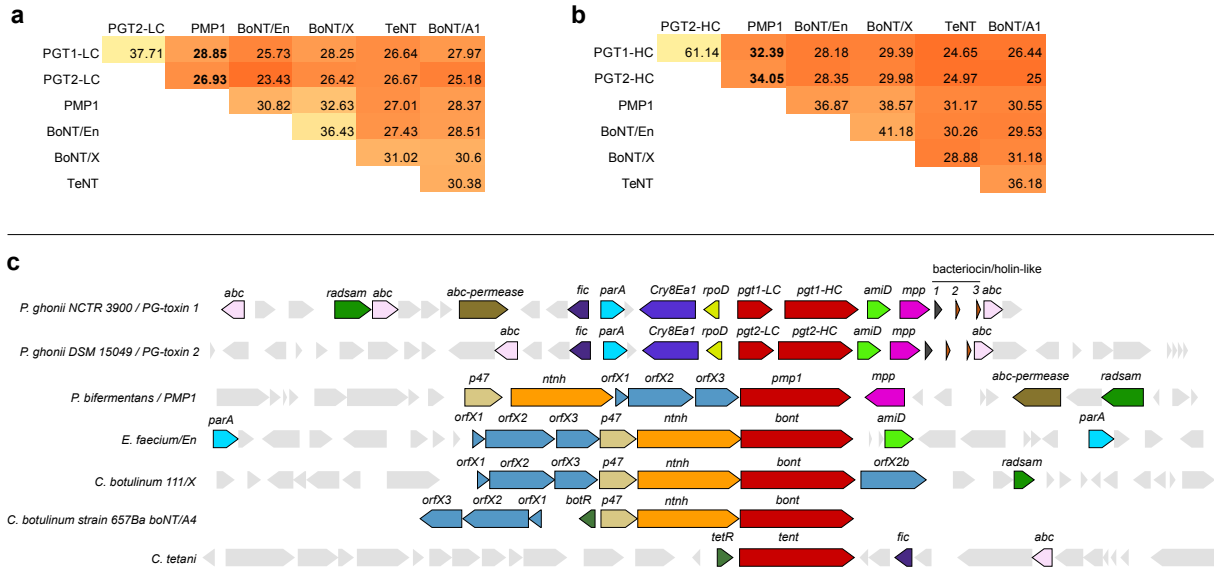 a
PGT2-LC PMP1 BoNT/En BoNT/X TeNT BoNT/A1
PGT1-LC 37.71 28.85 25.73 28.25 26.64 27.97
PGT2-LC 26.93 23.43 26.42 26.67 25.18
PMP1 30.82 32.63 27.01 28.37
BoNT/En 36.43 27.43 28.51
BoNT/X 31.02 30.6
TeNT 30.38
b
PGT2-HC PMP1 BoNT/En BoNT/X TeNT BoNT/A1
PGT1-HC 61.14 32.39 28.18 29.39 24.65 26.44
PGT2-HC 34.05 28.35 29.98 24.97 25
PMP1 36.87 38.57 31.17 30.55
BoNT/En 41.18 30.26 29.53
BoNT/X 28.88 31.18
TeNT 36.18
c
bacteriocin/holin-like
abc radsam abc abc-permease fic parA Cry8Ea1 rpoD pgt1-LC pgt1-HC amiD mpp 1 2 3 abc
P. ghonii NCTR 3900 / PG-toxin 1
abc fic parA Cry8Ea1 rpoD pgt2-LC pgt2-HC amiD mpp abc
P. ghonii DSM 15049 / PG-toxin 2
p47 ntnh orfX1 orfX2 orfX3 pmp1 mpp abc-permease radsam
P. bifermentans / PMP1
parA orfX1 orfX2 orfX3 p47 ntnh bont amiD parA
E. faecium/En
orfX1 orfX2 orfX3 p47 ntnh bont orfX2b radsam
C. botulinum 111/X
orfX3 orfX2 orfX1 botR p47 ntnh bont
C. botulinum strain 657Ba boNT/A4
tetR tent fic abc
C. tetani